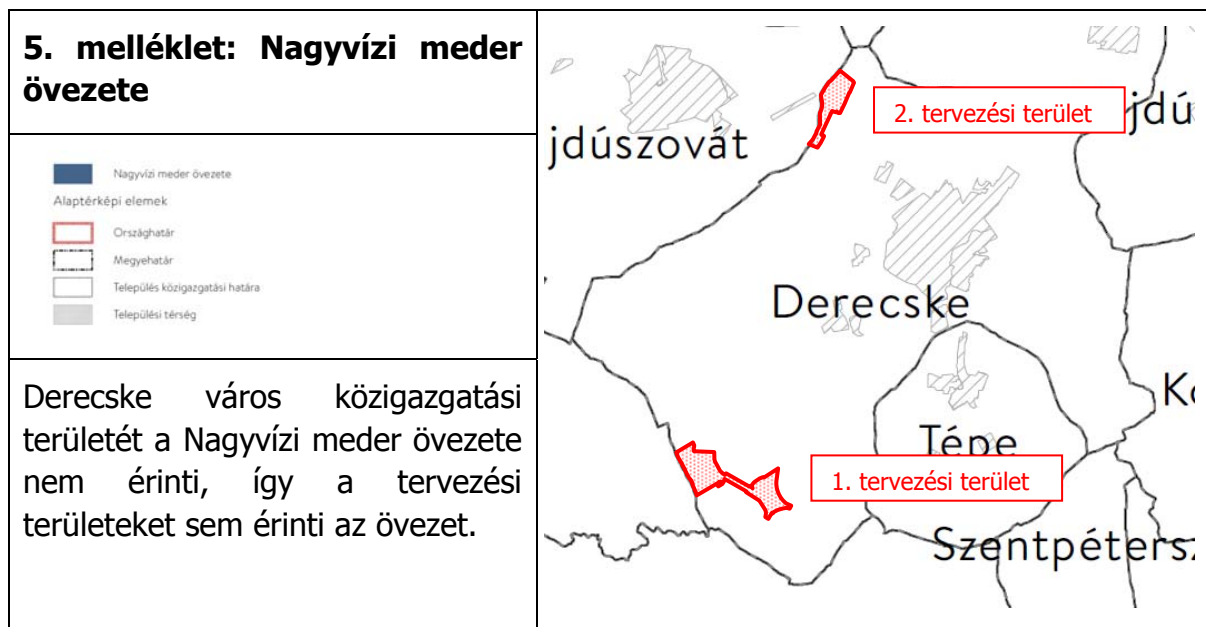 5. melléklet: Nagyvízi meder
övezete
Nagyvízi meder övezete
Alaptérképi elemek
Országhatár
Megyehatár
Település közigazgatási határa
Települési térség
Derecske város közigazgatási
területét a Nagyvízi meder övezete
nem érinti, így a tervezési
területeket sem érinti az övezet.
2. tervezési terület
jdú
jdúszovát
Derecske
Ko
Tépe
1. tervezési terület
Szentpétersz